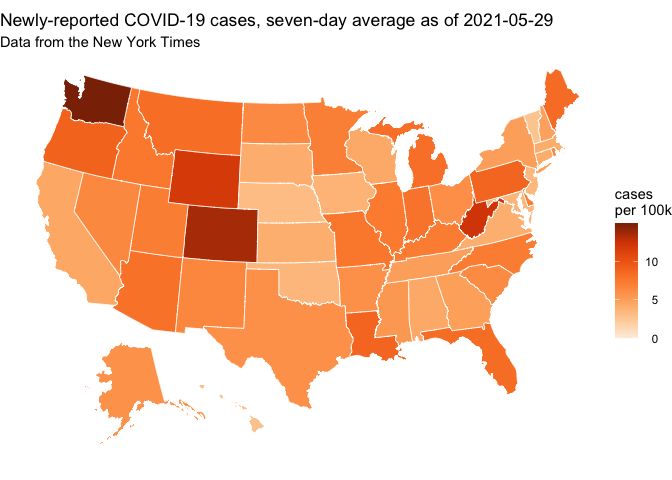 Newly-reported COVID-19 cases, seven-day average as of 2021-05-29
Data from the New York Times
cases
per 100k
10
5
0